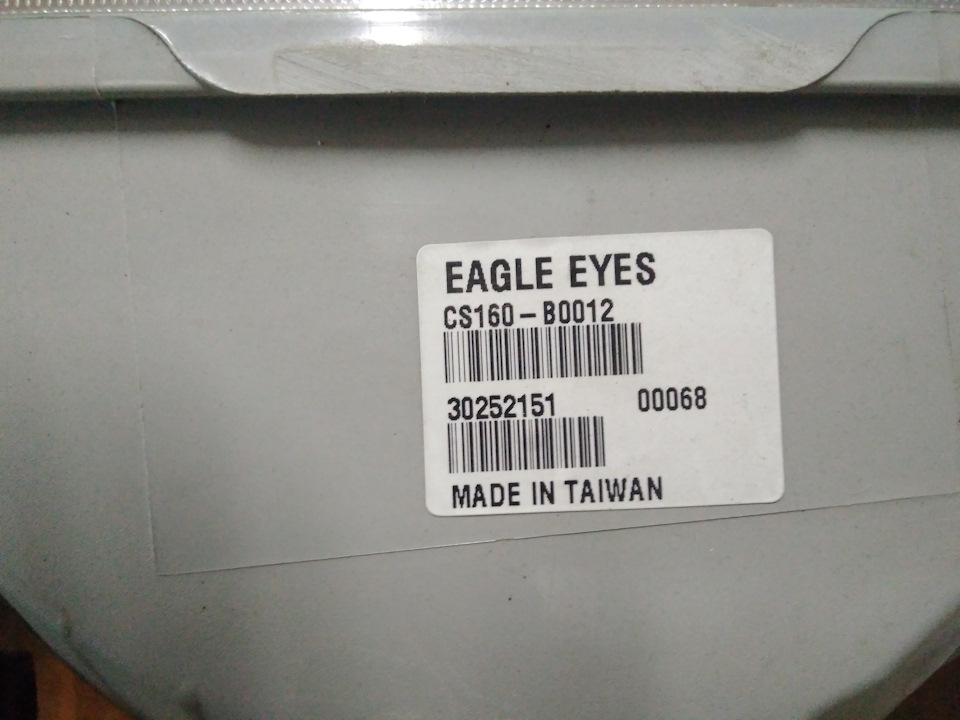 EAGLE EYES
CS160-B0012
30252151 00068
MADE IN TAIWAN